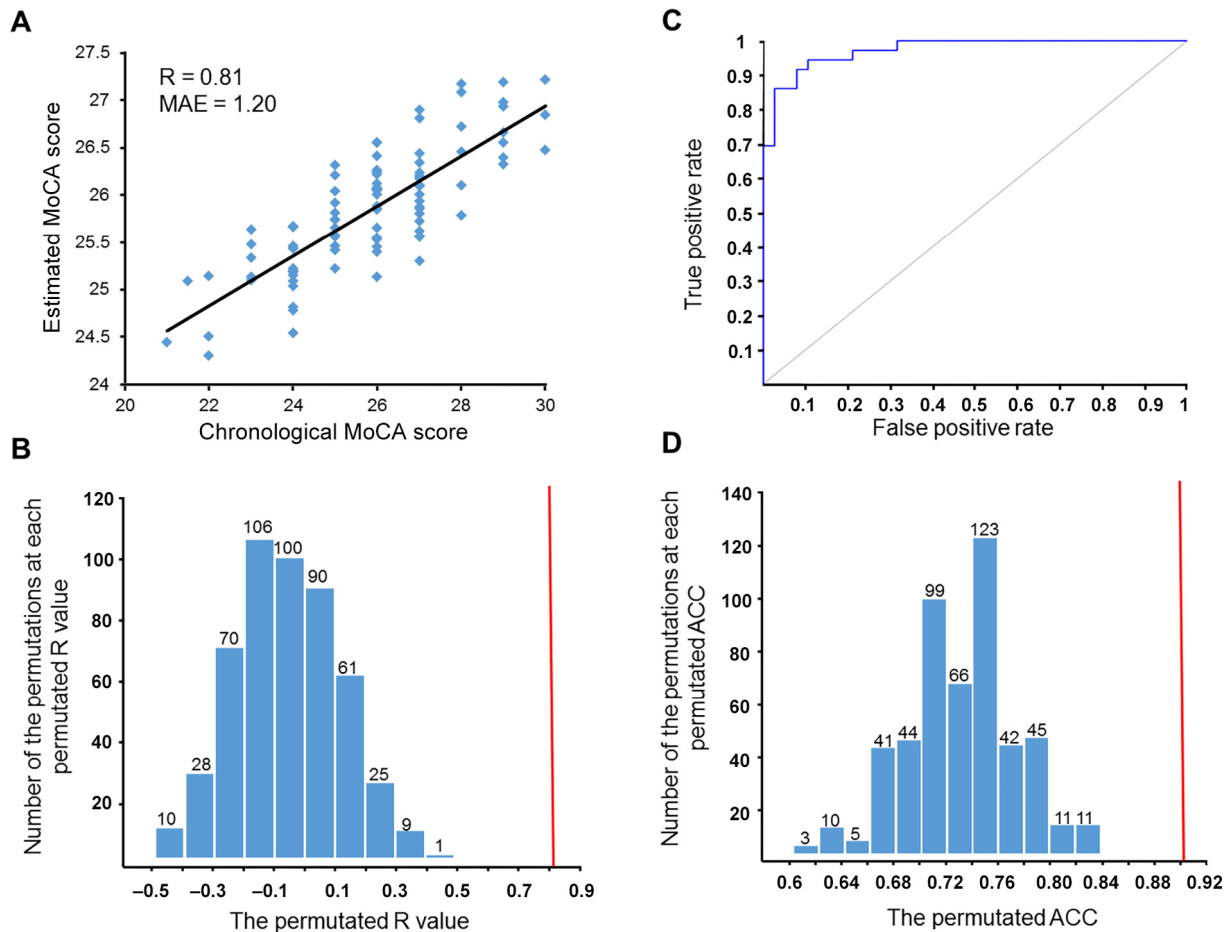 A
27.5
27
26.5
26
25.5
25
24.5
24
R = 0.81
MAE = 1.20
Estimated MoCA score
20 22 24 26 28 30
Chronological MoCA score
C
1
0.9
0.8
0.7
0.6
0.5
0.4
0.3
0.2
0.1
True positive rate
0.1 0.2 0.3 0.4 0.5 0.6 0.7 0.8 0.9 1
False positive rate
B
Number of the permutations at each
permutated R value
120
100
80
60
40
20
10 28 70 106 100 90 61 25 9 1
–0.5 –0.3 –0.1 0.1 0.3 0.5 0.7 0.9
The permutated R value
D
Number of the permutations at each
permutated ACC
140
120
100
80
60
40
20
3 10 5 41 44 99 66 123 42 45 11 11
0.6 0.64 0.72 0.76 0.80 0.84 0.88 0.92
The permutated ACC